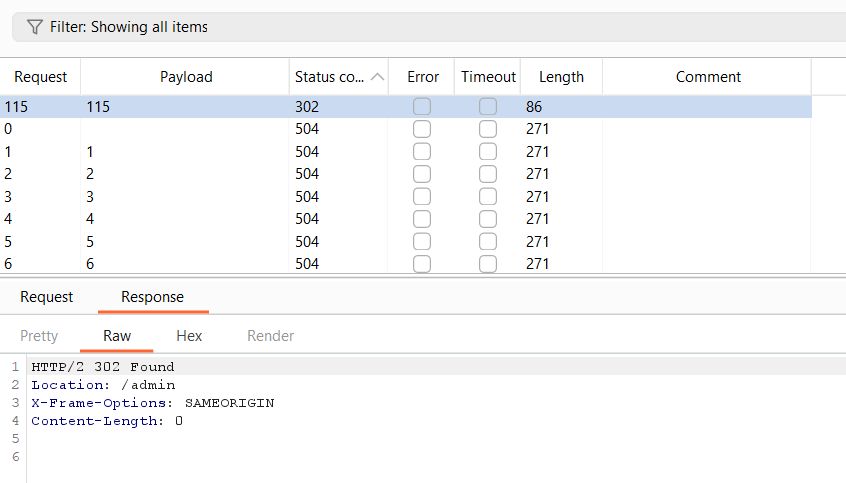 Filter: Showing all items
Request Payload Status co... Error Timeout Length Comment
115 115 302 86
0 504 271
1 1 504 271
2 2 504 271
3 3 504 271
4 4 504 271
5 5 504 271
6 6 504 271
Request Response
Pretty Raw Hex Render
1 HTTP/2 302 Found
2 Location: /admin
3 X-Frame-Options: SAMEORIGIN
4 Content-Length: 0
5
6